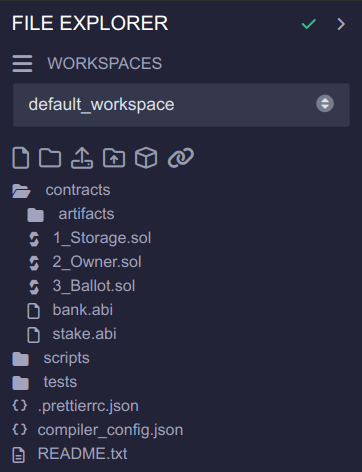 FILE EXPLORER
WORKSPACES
default_workspace
contracts
artifacts
1_Storage.sol
2_Owner.sol
3_Ballot.sol
bank.abi
stake.abi
scripts
tests
.prettierrc.json
compiler_config.json
README.txt